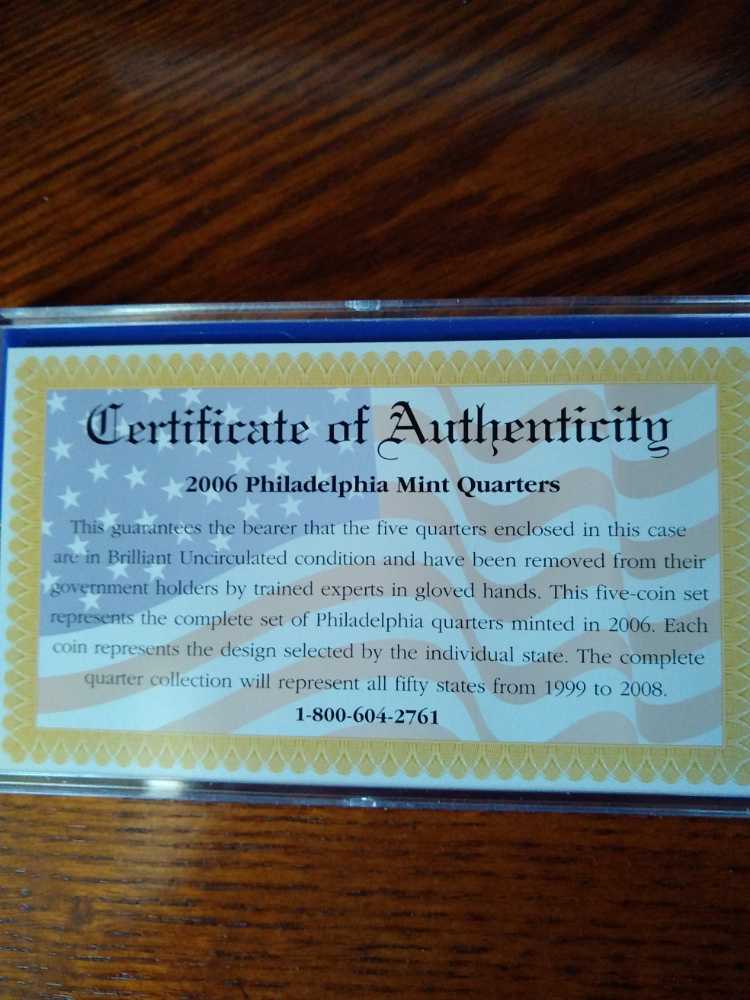 Certificate of Authenticity
2006 Philadelphia Mint Quarters
This guarantees the bearer that the five quarters enclosed in this case
are in Brilliant Uncirculated condition and have been removed from their
government holders by trained experts in gloved hands. This five-coin set
represents the complete set of Philadelphia quarters minted in 2006. Each
coin represents the design selected by the individual state. The complete
quarter collection will represent all fifty states from 1999 to 2008.
1-800-604-2761